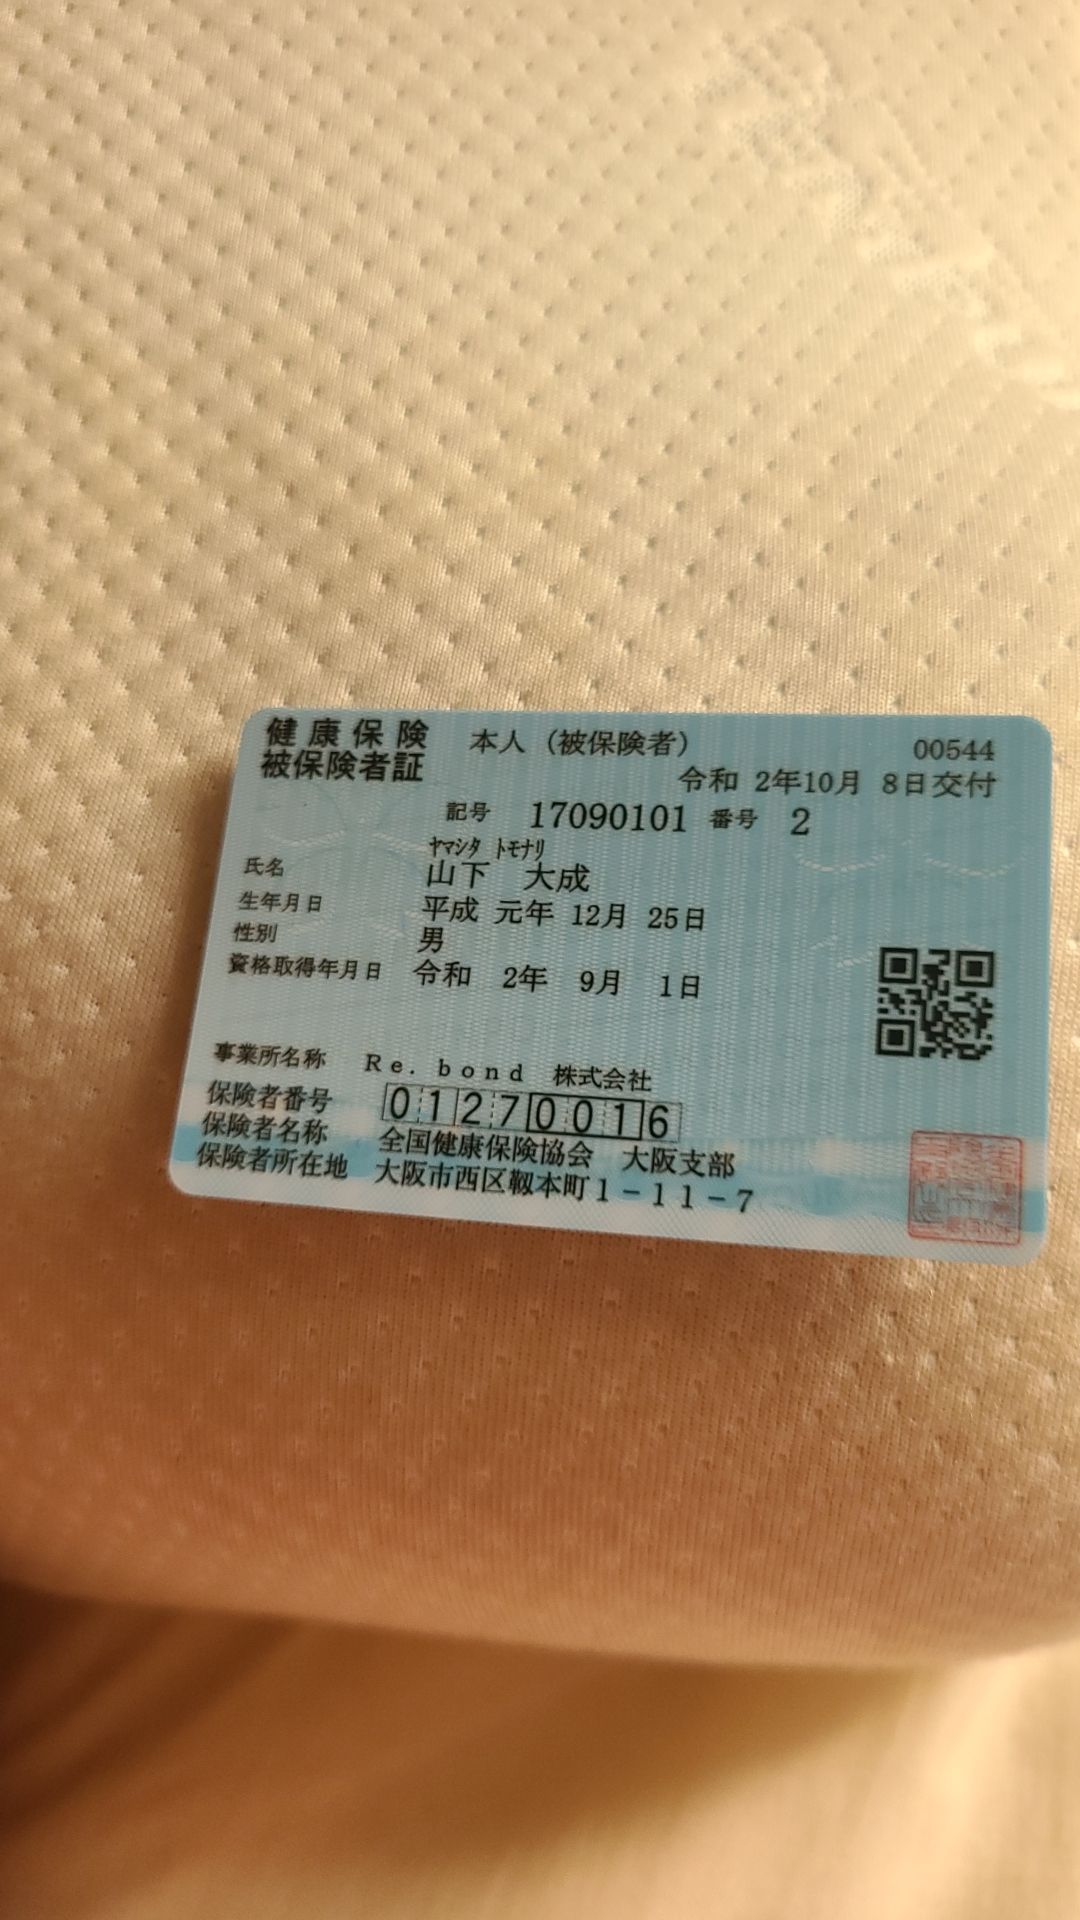 健康保険 本人(被保険者) 00544
被保険者証 令和 2年10月 8日交付
記号 17090101 番号 2
ヤマシタ トモナリ
氏名 山下 大成
生年月日 平成 元年 12月 25日
性別 男
資格取得年月日 令和 2年 9月 1日
事業所名称 Re.bond 株式会社
保険者番号 01270016
保険者名称 全国健康保険協会 大阪支部
保険者所在地 大阪市西区靱本町1-11-7